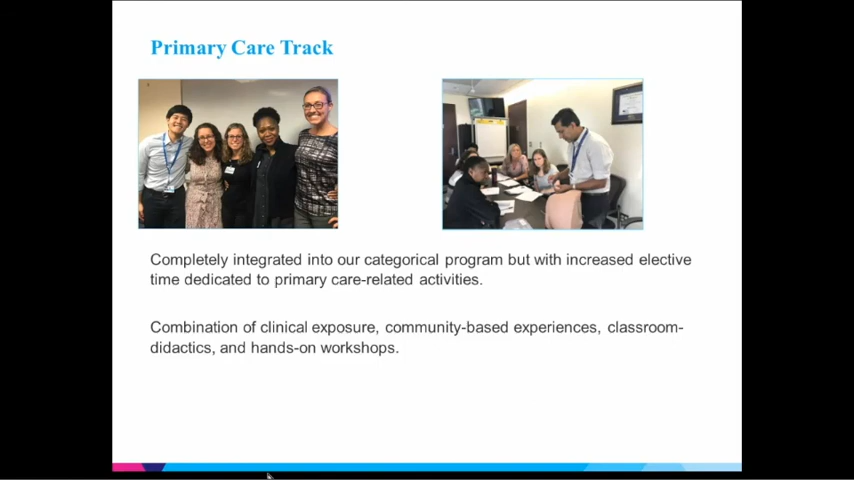 Primary Care Track
Completely integrated into our categorical program but with increased elective
time dedicated to primary care-related activities.
Combination of clinical exposure, community-based experiences, classroom-
didactics, and hands-on workshops.